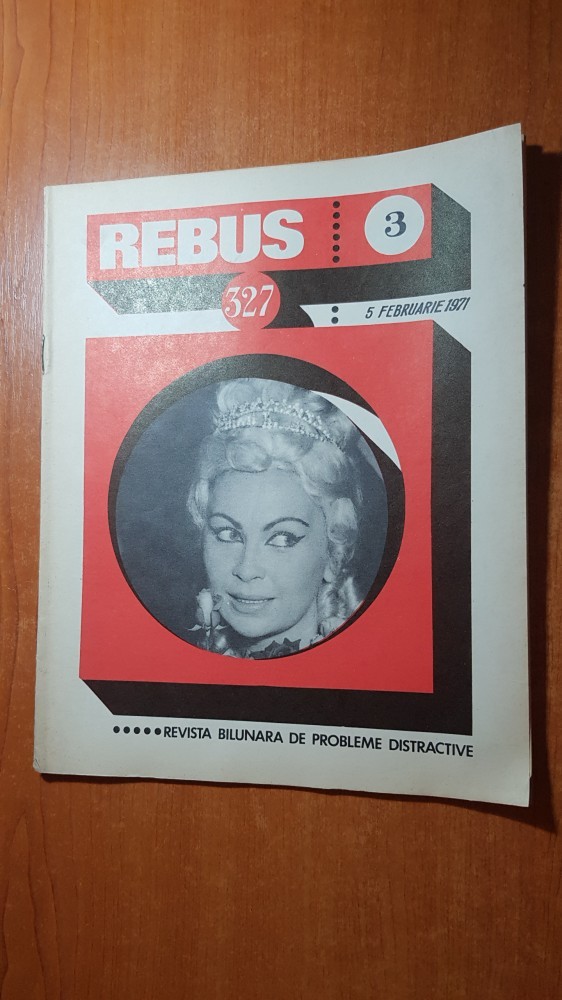 REBUS
3
327
5 FEBRUARIE 1971
●●●●●REVISTA BILUNARA DE PROBLEME DISTRACTIVE